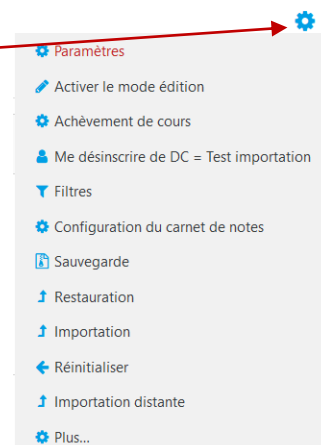 Paramètres
Activer le mode édition
Achèvement de cours
Me désinscrire de DC = Test importation
Filtres
Configuration du carnet de notes
Sauvegarde
Restauration
Importation
Réinitialiser
Importation distante
Plus...